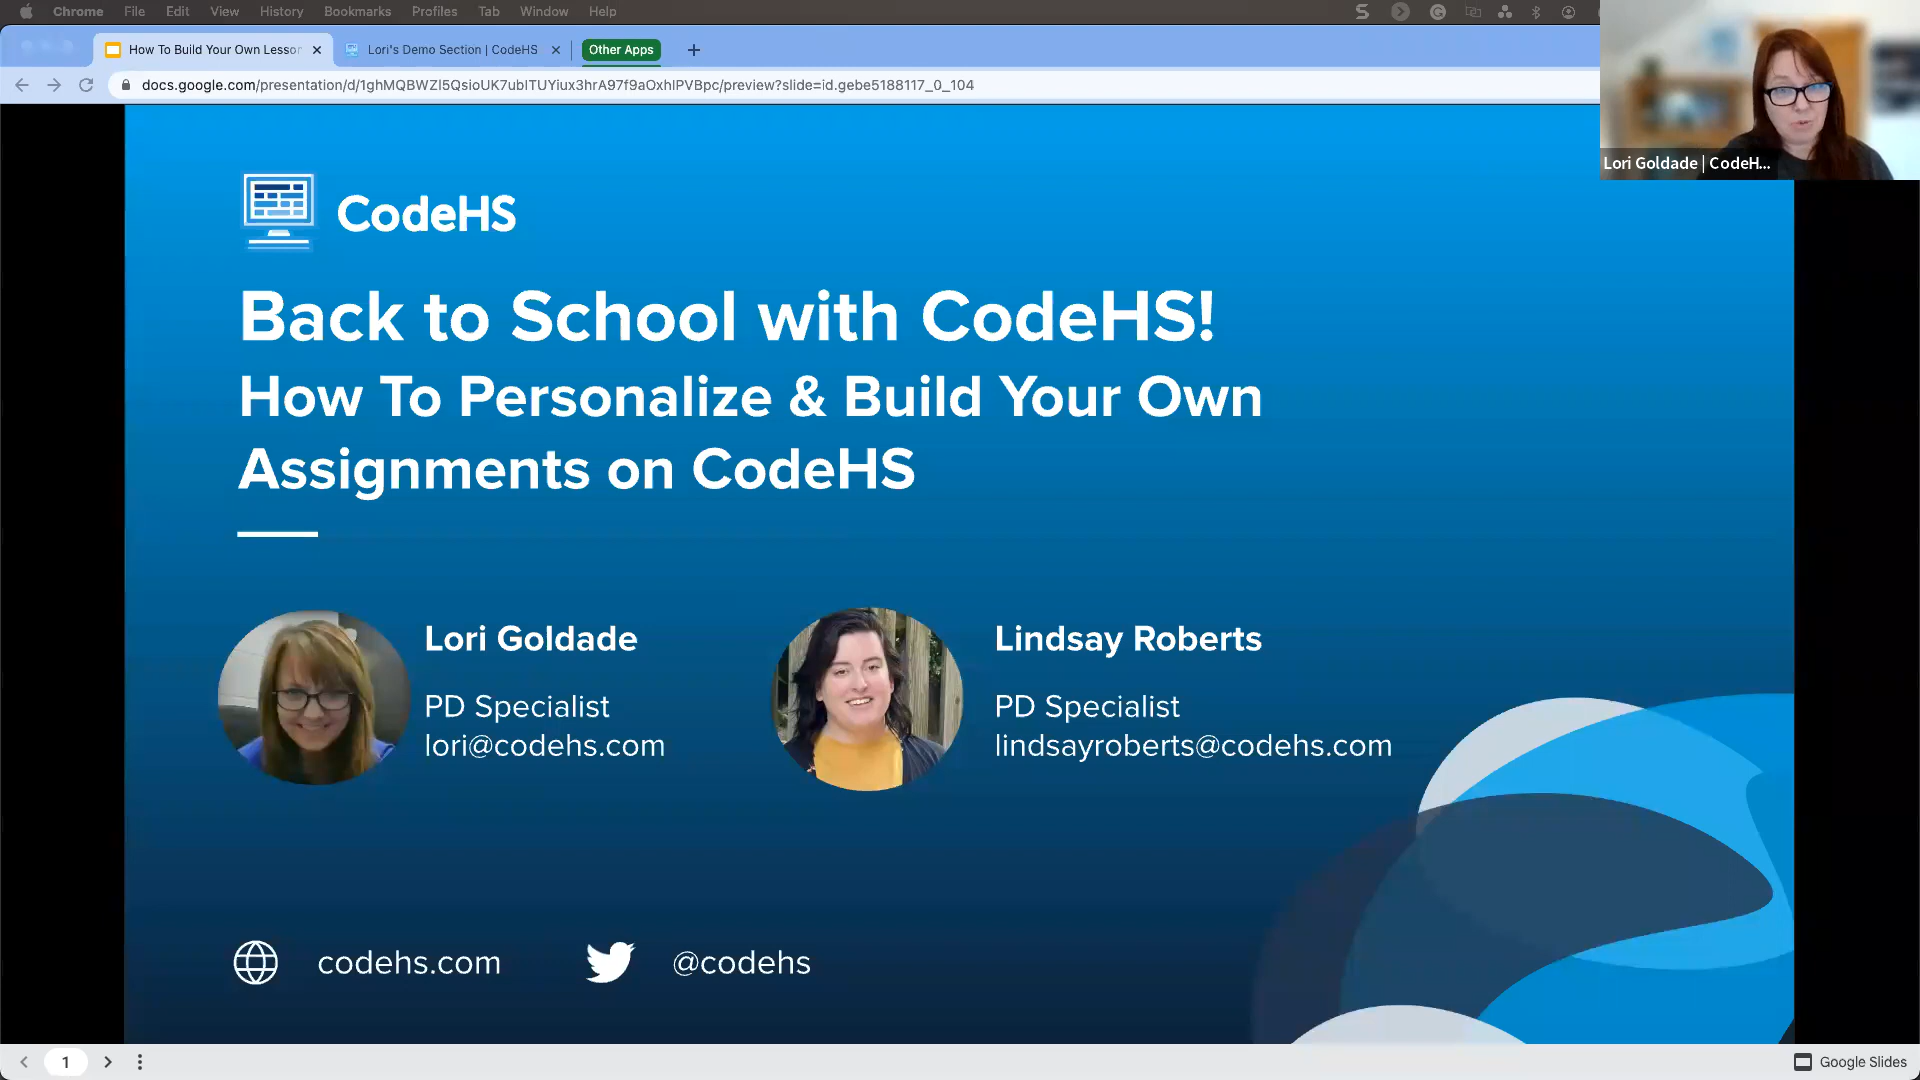 Chrome File Edit View History Bookmarks Profiles Tab Window Help
How To Build Your Own Lesson
Lori's Demo Section | CodeHS
Other Apps
docs.google.com/presentation/d/1ghMQBWZl5QsioUK7ubITUYiux3hrA97f9aOxhlPVBpc/preview?slide=id.gebe5188117_0_104
Lori Goldade | CodeH...
CodeHS
Back to School with CodeHS!
How To Personalize & Build Your Own
Assignments on CodeHS
Lori Goldade
PD Specialist
lori@codehs.com
Lindsay Roberts
PD Specialist
lindsayroberts@codehs.com
codehs.com
@codehs
1
Google Slides